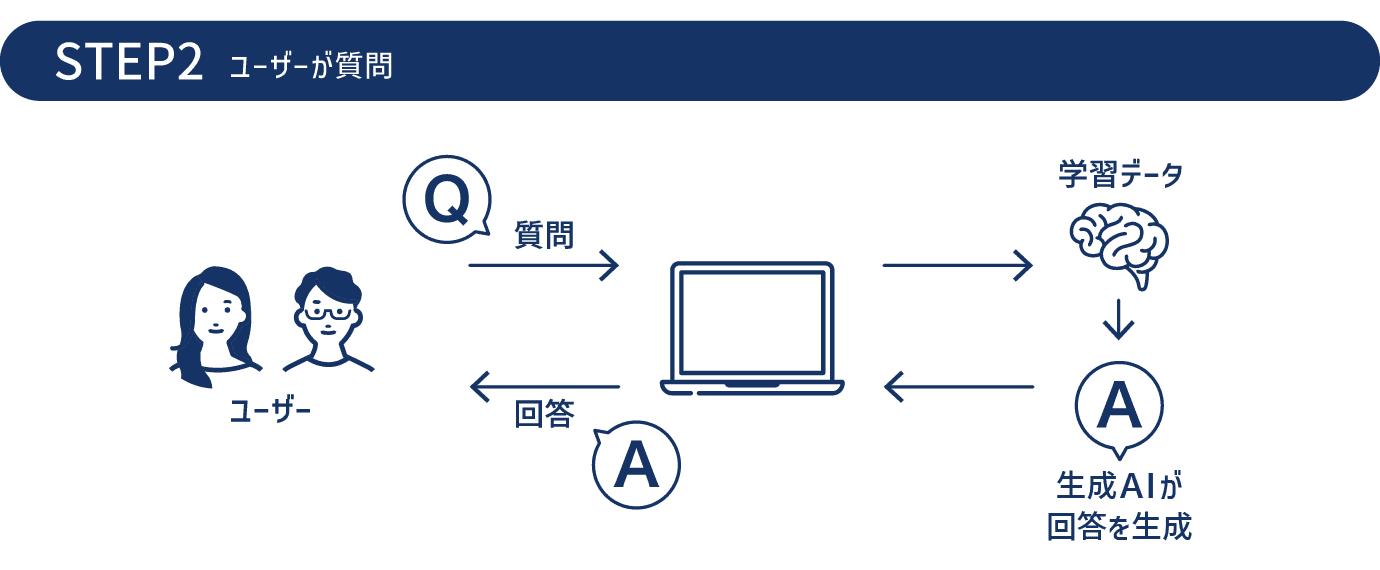 STEP2 ユーザーが質問
学習データ
Q
質問
A
回答
ユーザー
A
生成AIが
回答を生成